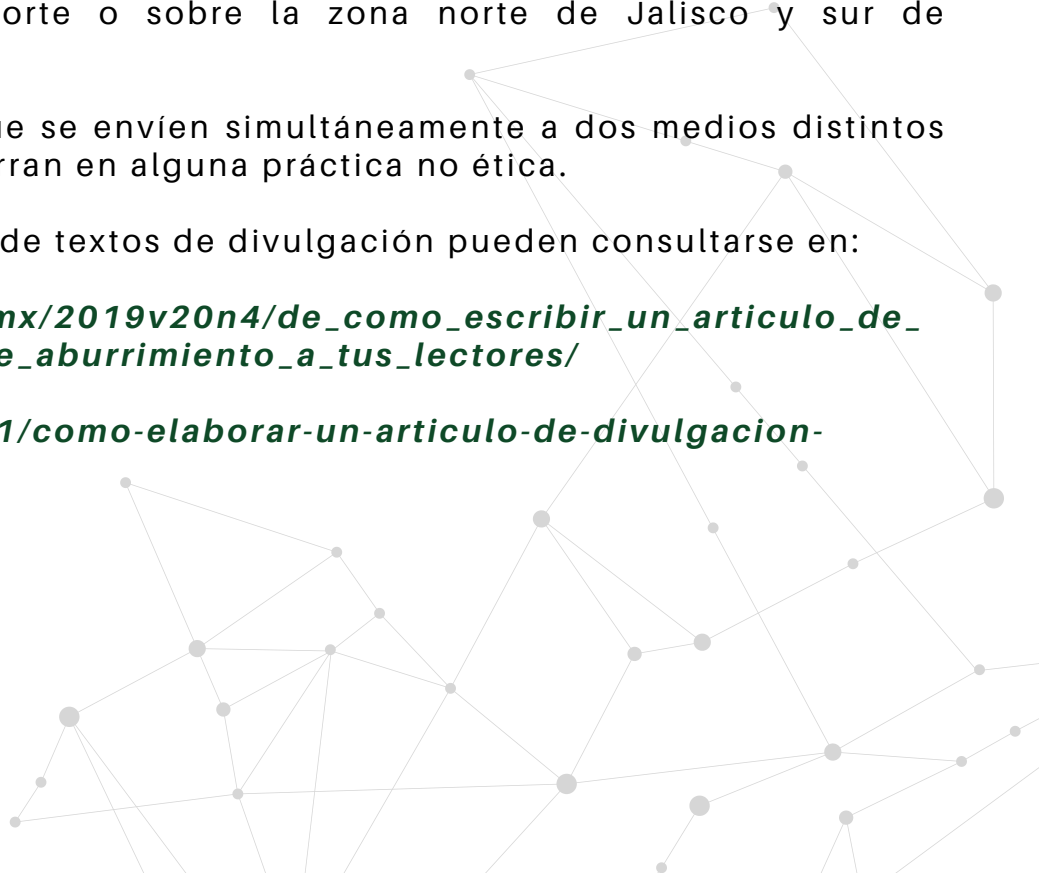 orte o sobre la zona norte de Jalisco y sur de
ue se envíen simultáneamente a dos medios distintos
rran en alguna práctica no ética.
de textos de divulgación pueden consultarse en:
mx/2019v20n4/de_como_escribir_un_articulo_de_
e_aburrimiento_a_tus_lectores/
1/como-elaborar-un-articulo-de-divulgacion-